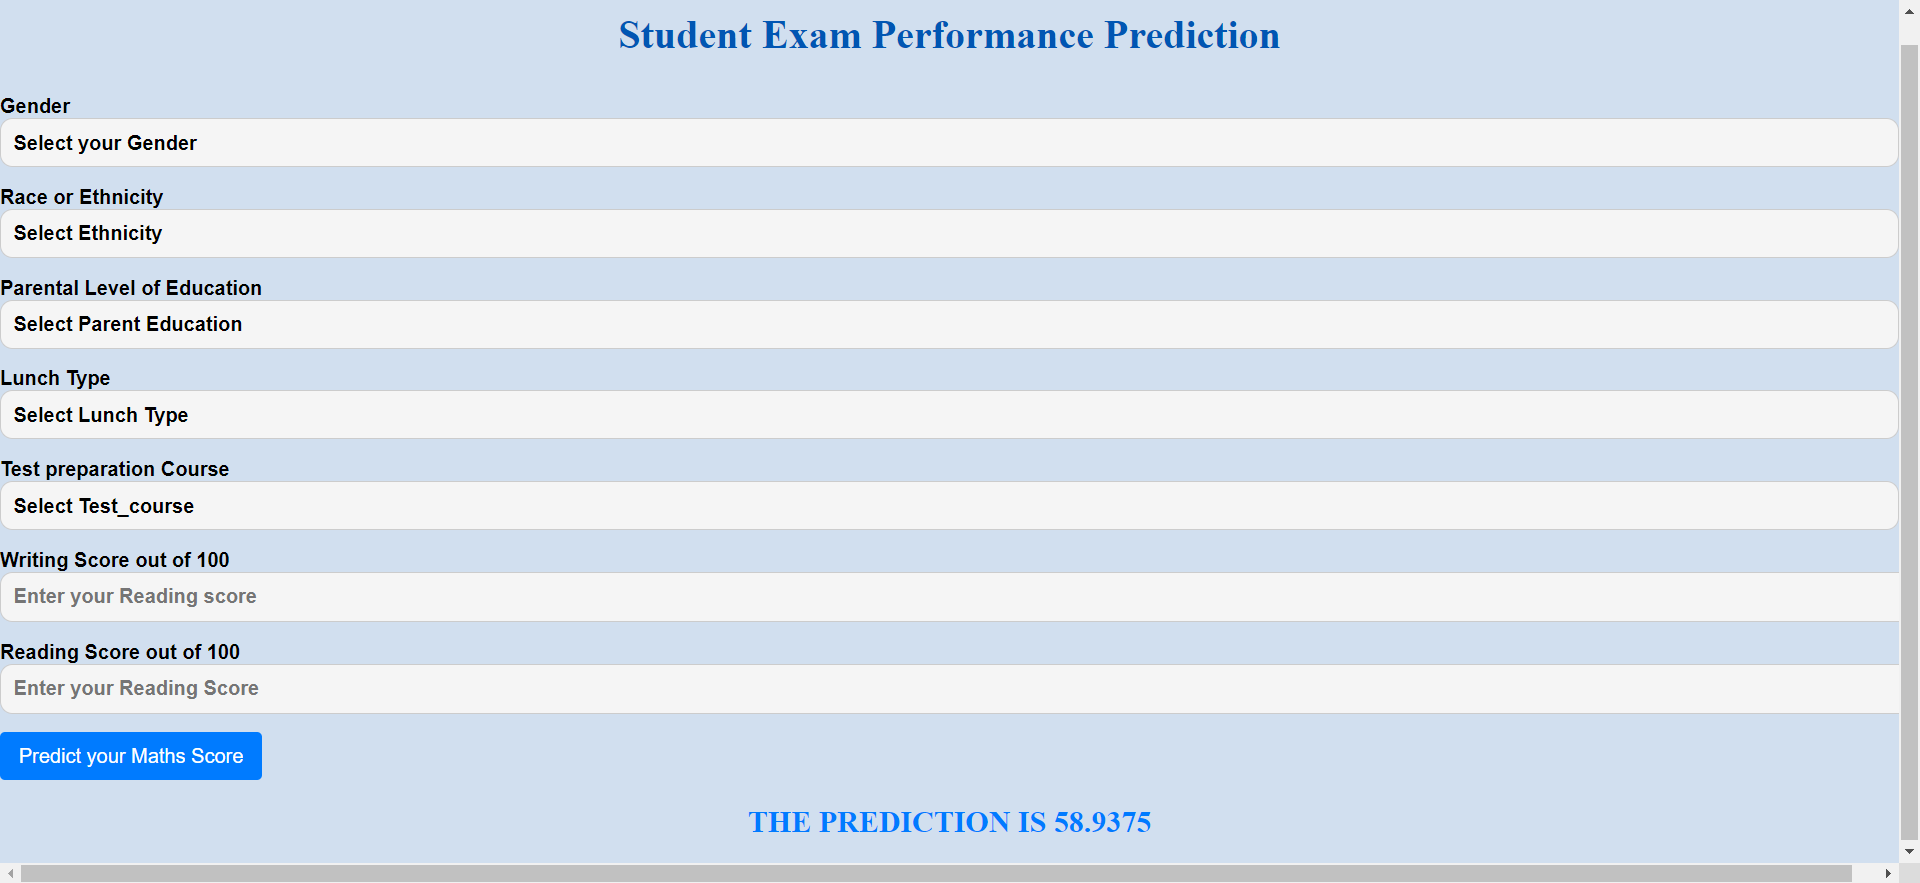 Student Exam Performance Prediction
Gender
Select your Gender
Race or Ethnicity
Select Ethnicity
Parental Level of Education
Select Parent Education
Lunch Type
Select Lunch Type
Test preparation Course
Select Test_course
Writing Score out of 100
Enter your Reading score
Reading Score out of 100
Enter your Reading Score
Predict your Maths Score
THE PREDICTION IS 58.9375